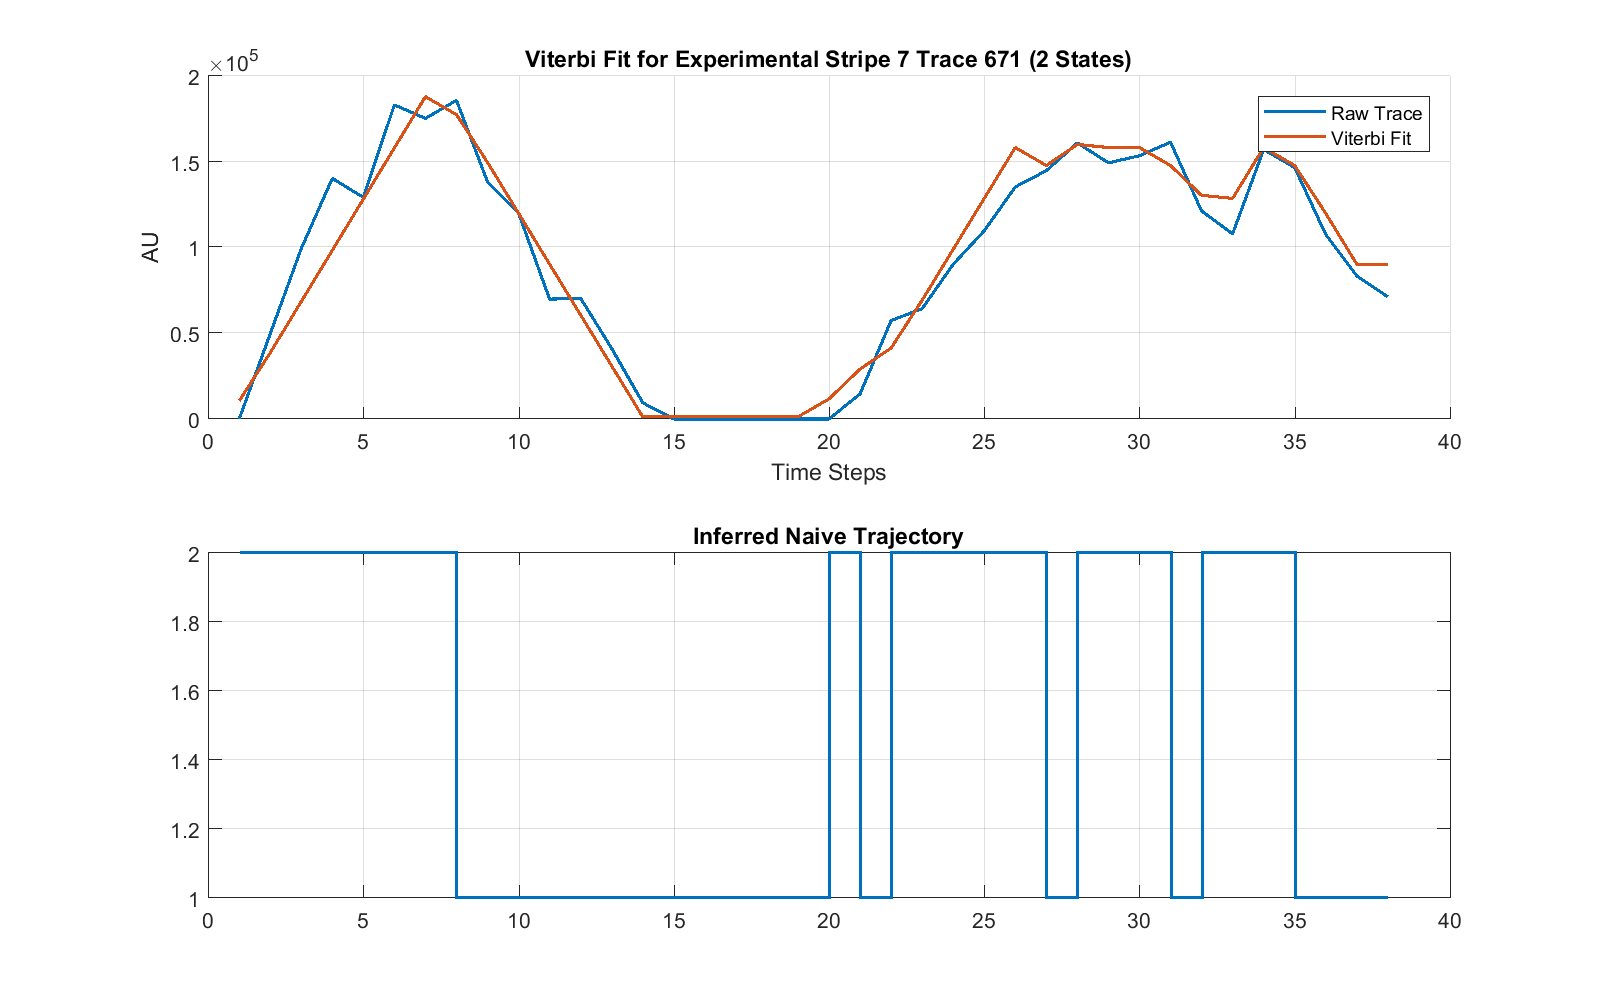 Viterbi Fit for Experimental Stripe 7 Trace 671 (2 States)
×10^5
2
1.5
1
0.5
0
AU
Raw Trace
Viterbi Fit
0 5 10 15 20 25 30 35 40
Time Steps
Inferred Naive Trajectory
2
1.8
1.6
1.4
1.2
1
0 5 10 15 20 25 30 35 40